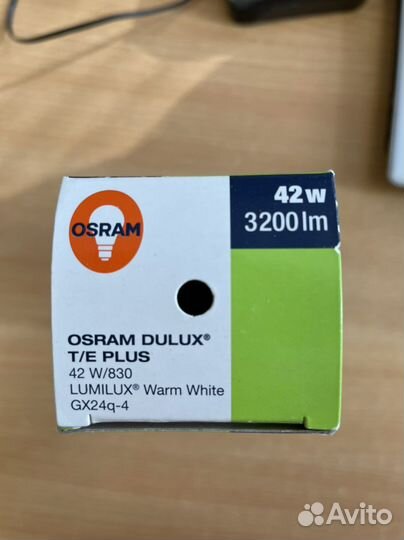 OSRAM
42 W
3200 lm
OSRAM DULUX®
T/E PLUS
42 W/830
LUMILUX® Warm White
GX24q-4
Avito